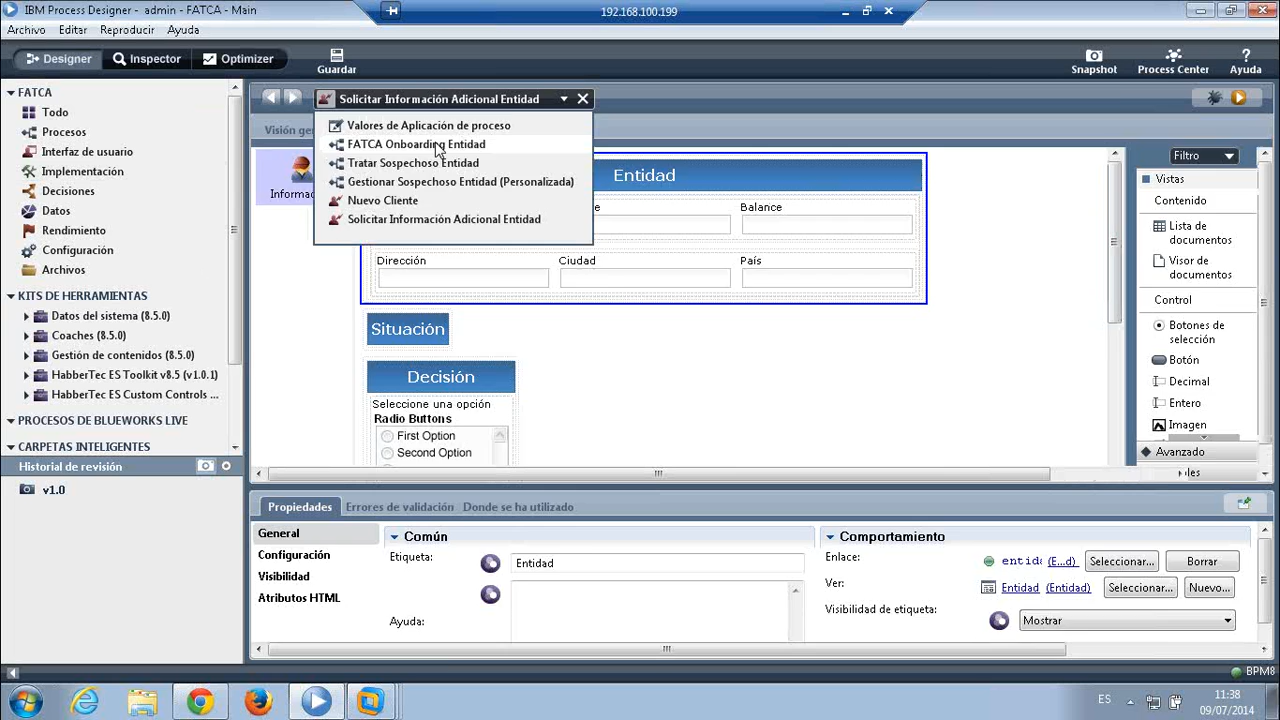 IBM Process Designer - admin - FATCA - Main
192.168.100.199
Archivo Editar Reproducir Ayuda
Designer Inspector Optimizer
Guardar
Snapshot Process Center Ayuda
FATCA
Todo
Procesos
Interfaz de usuario
Implementación
Decisiones
Datos
Rendimiento
Configuración
Archivos
KITS DE HERRAMIENTAS
Datos del sistema (8.5.0)
Coaches (8.5.0)
Gestión de contenidos (8.5.0)
HabberTec ES Toolkit v8.5 (v1.0.1)
HabberTec ES Custom Controls ...
PROCESOS DE BLUEWORKS LIVE
CARPETAS INTELIGENTES
Historial de revisión
v1.0
Solicitar Información Adicional Entidad
Valores de Aplicación de proceso
FATCA Onboarding Entidad
Tratar Sospechoso Entidad
Gestionar Sospechoso Entidad (Personalizada)
Nuevo Cliente
Solicitar Información Adicional Entidad
Entidad
Balance
Dirección Ciudad País
Situación
Decisión
Seleccione una opción
Radio Buttons
First Option
Second Option
Filtro
Vistas
Contenido
Lista de
documentos
Visor de
documentos
Control
Botones de
selección
Botón
Decimal
Entero
Imagen
Avanzado
Propiedades Errores de validación Donde se ha utilizado
General
Configuración
Visibilidad
Atributos HTML
Común
Etiqueta: Entidad
Ayuda:
Comportamiento
Enlace: (E...d) Seleccionar... Borrar
Ver: Entidad (Entidad) Seleccionar... Nuevo...
Visibilidad de etiqueta:
Mostrar
BPM8
ES
11:38
09/07/2014